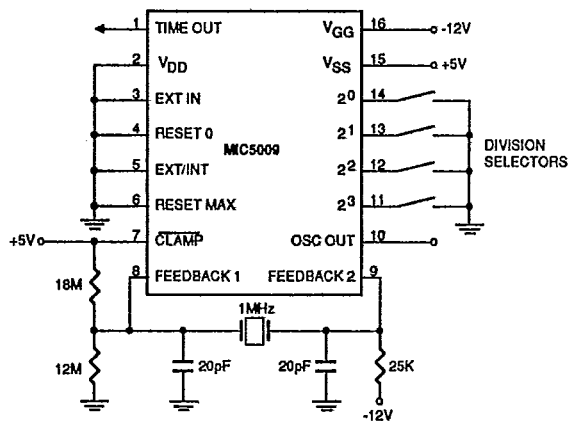 1 TIME OUT VGG 16 -12V
2 VDD VSS 15 +5V
3 EXT IN 2⁰ 14
4 RESET 0 2¹ 13
MIC5009
DIVISION
SELECTORS
5 EXT/INT 2² 12
6 RESET MAX 2³ 11
+5V 7 CLAMP OSC OUT 10
8 FEEDBACK 1 FEEDBACK 2 9
18M
1MHz
12M 20pF 20pF 25K
-12V